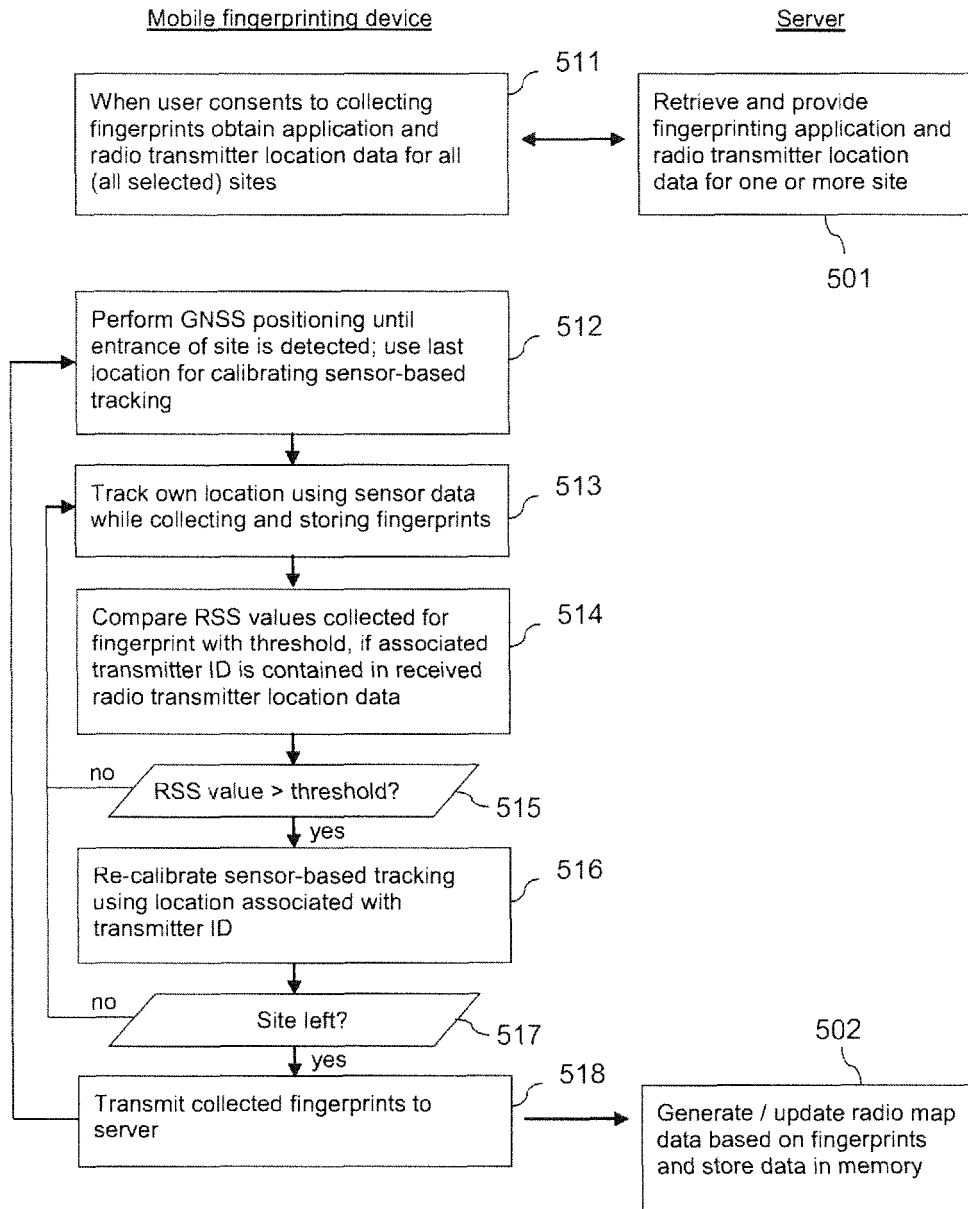 Mobile fingerprinting device
Server
511
When user consents to collecting
fingerprints obtain application and
radio transmitter location data for all
(all selected) sites
Retrieve and provide
fingerprinting application and
radio transmitter location
data for one or more site
501
Perform GNSS positioning until
entrance of site is detected; use last
location for calibrating sensor-based
tracking
512
Track own location using sensor data
while collecting and storing fingerprints
513
Compare RSS values collected for
fingerprint with threshold, if associated
transmitter ID is contained in received
radio transmitter location data
514
no
RSS value > threshold?
515
yes
Re-calibrate sensor-based tracking
using location associated with
transmitter ID
516
no
Site left?
517
yes
502
Transmit collected fingerprints to
server
518
Generate / update radio map
data based on fingerprints
and store data in memory